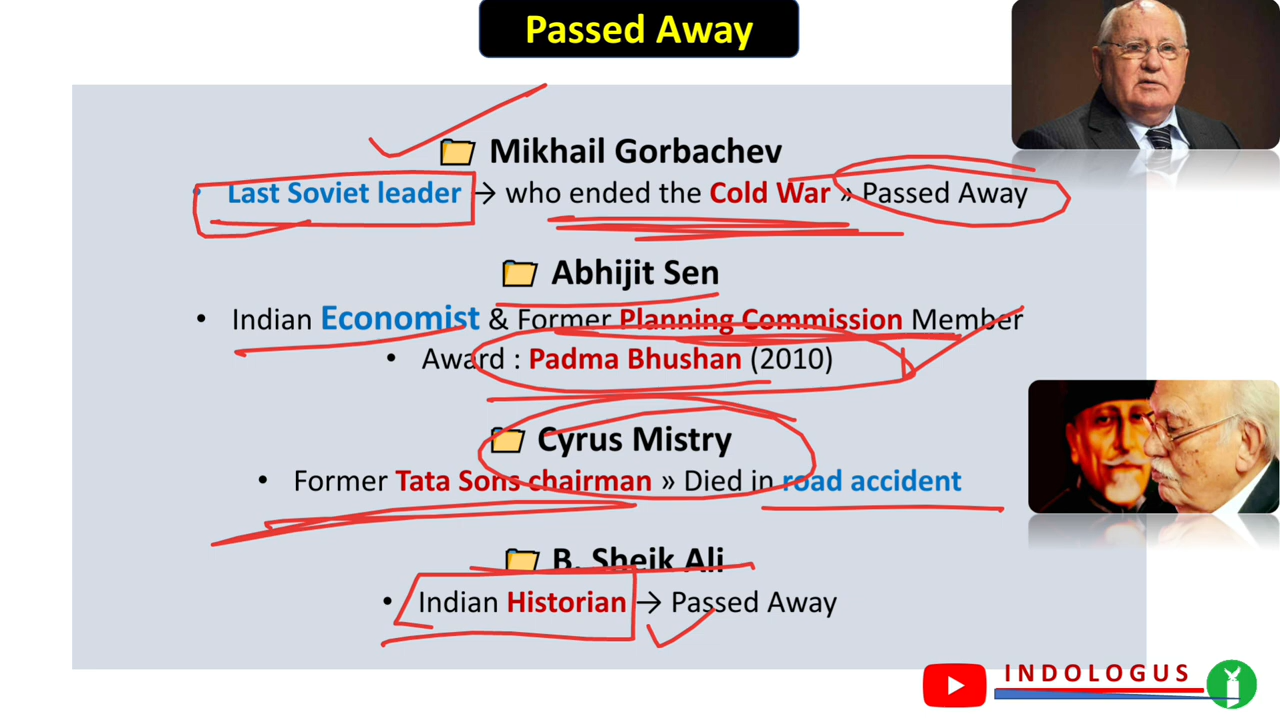 Passed Away
Mikhail Gorbachev
• Last Soviet leader → who ended the Cold War » Passed Away
Abhijit Sen
• Indian Economist & Former Planning Commission Member
• Award : Padma Bhushan (2010)
Cyrus Mistry
• Former Tata Sons chairman » Died in road accident
B. Sheik Ali
• Indian Historian → Passed Away
INDOLOGUS